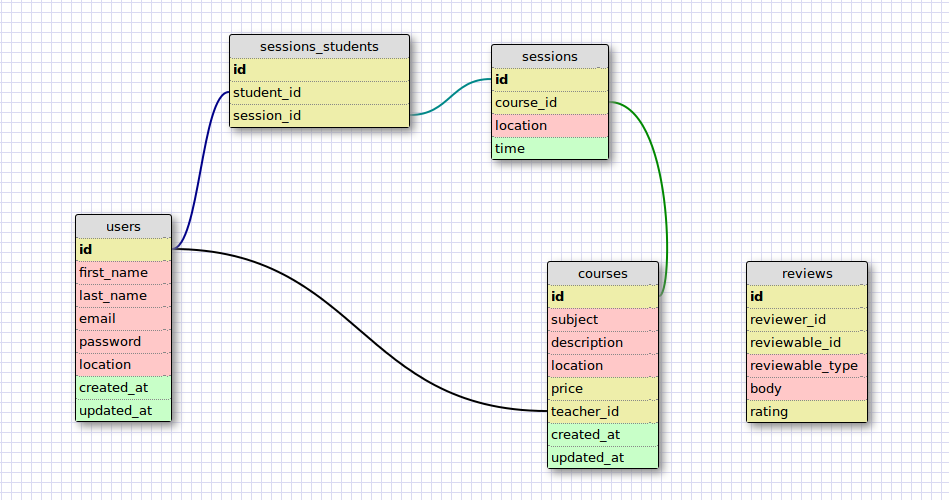 sessions_students
id
student_id
session_id
sessions
id
course_id
location
time
users
id
first_name
last_name
email
password
location
created_at
updated_at
courses
id
subject
description
location
price
teacher_id
created_at
updated_at
reviews
id
reviewer_id
reviewable_id
reviewable_type
body
rating